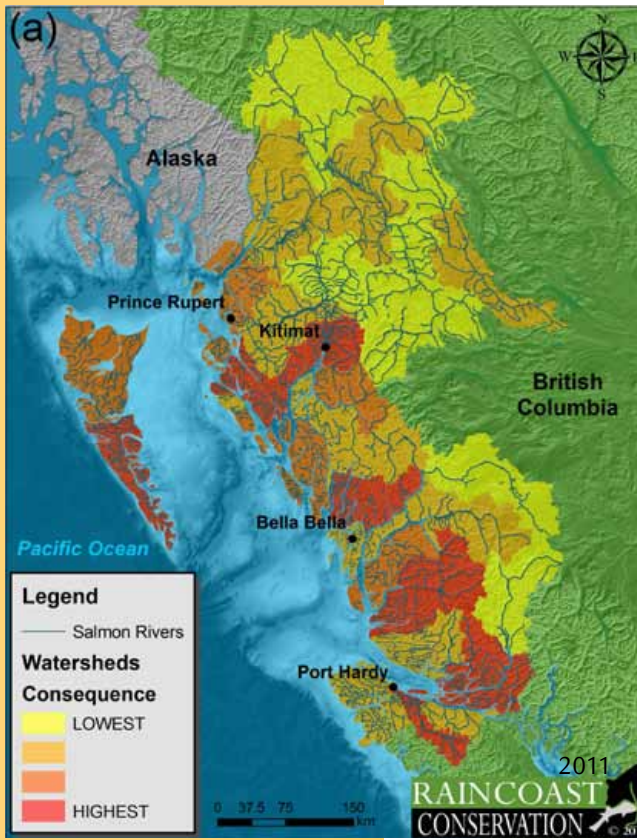 (a)
N
W
S
Alaska
Prince Rupert
Kitimat
British
Columbia
Bella Bella
Pacific Ocean
Port Hardy
Legend
Salmon Rivers
Watersheds
Consequence
LOWEST
HIGHEST
0 37.5 75 150
km
2011
RAINCOAST
CONSERVATION